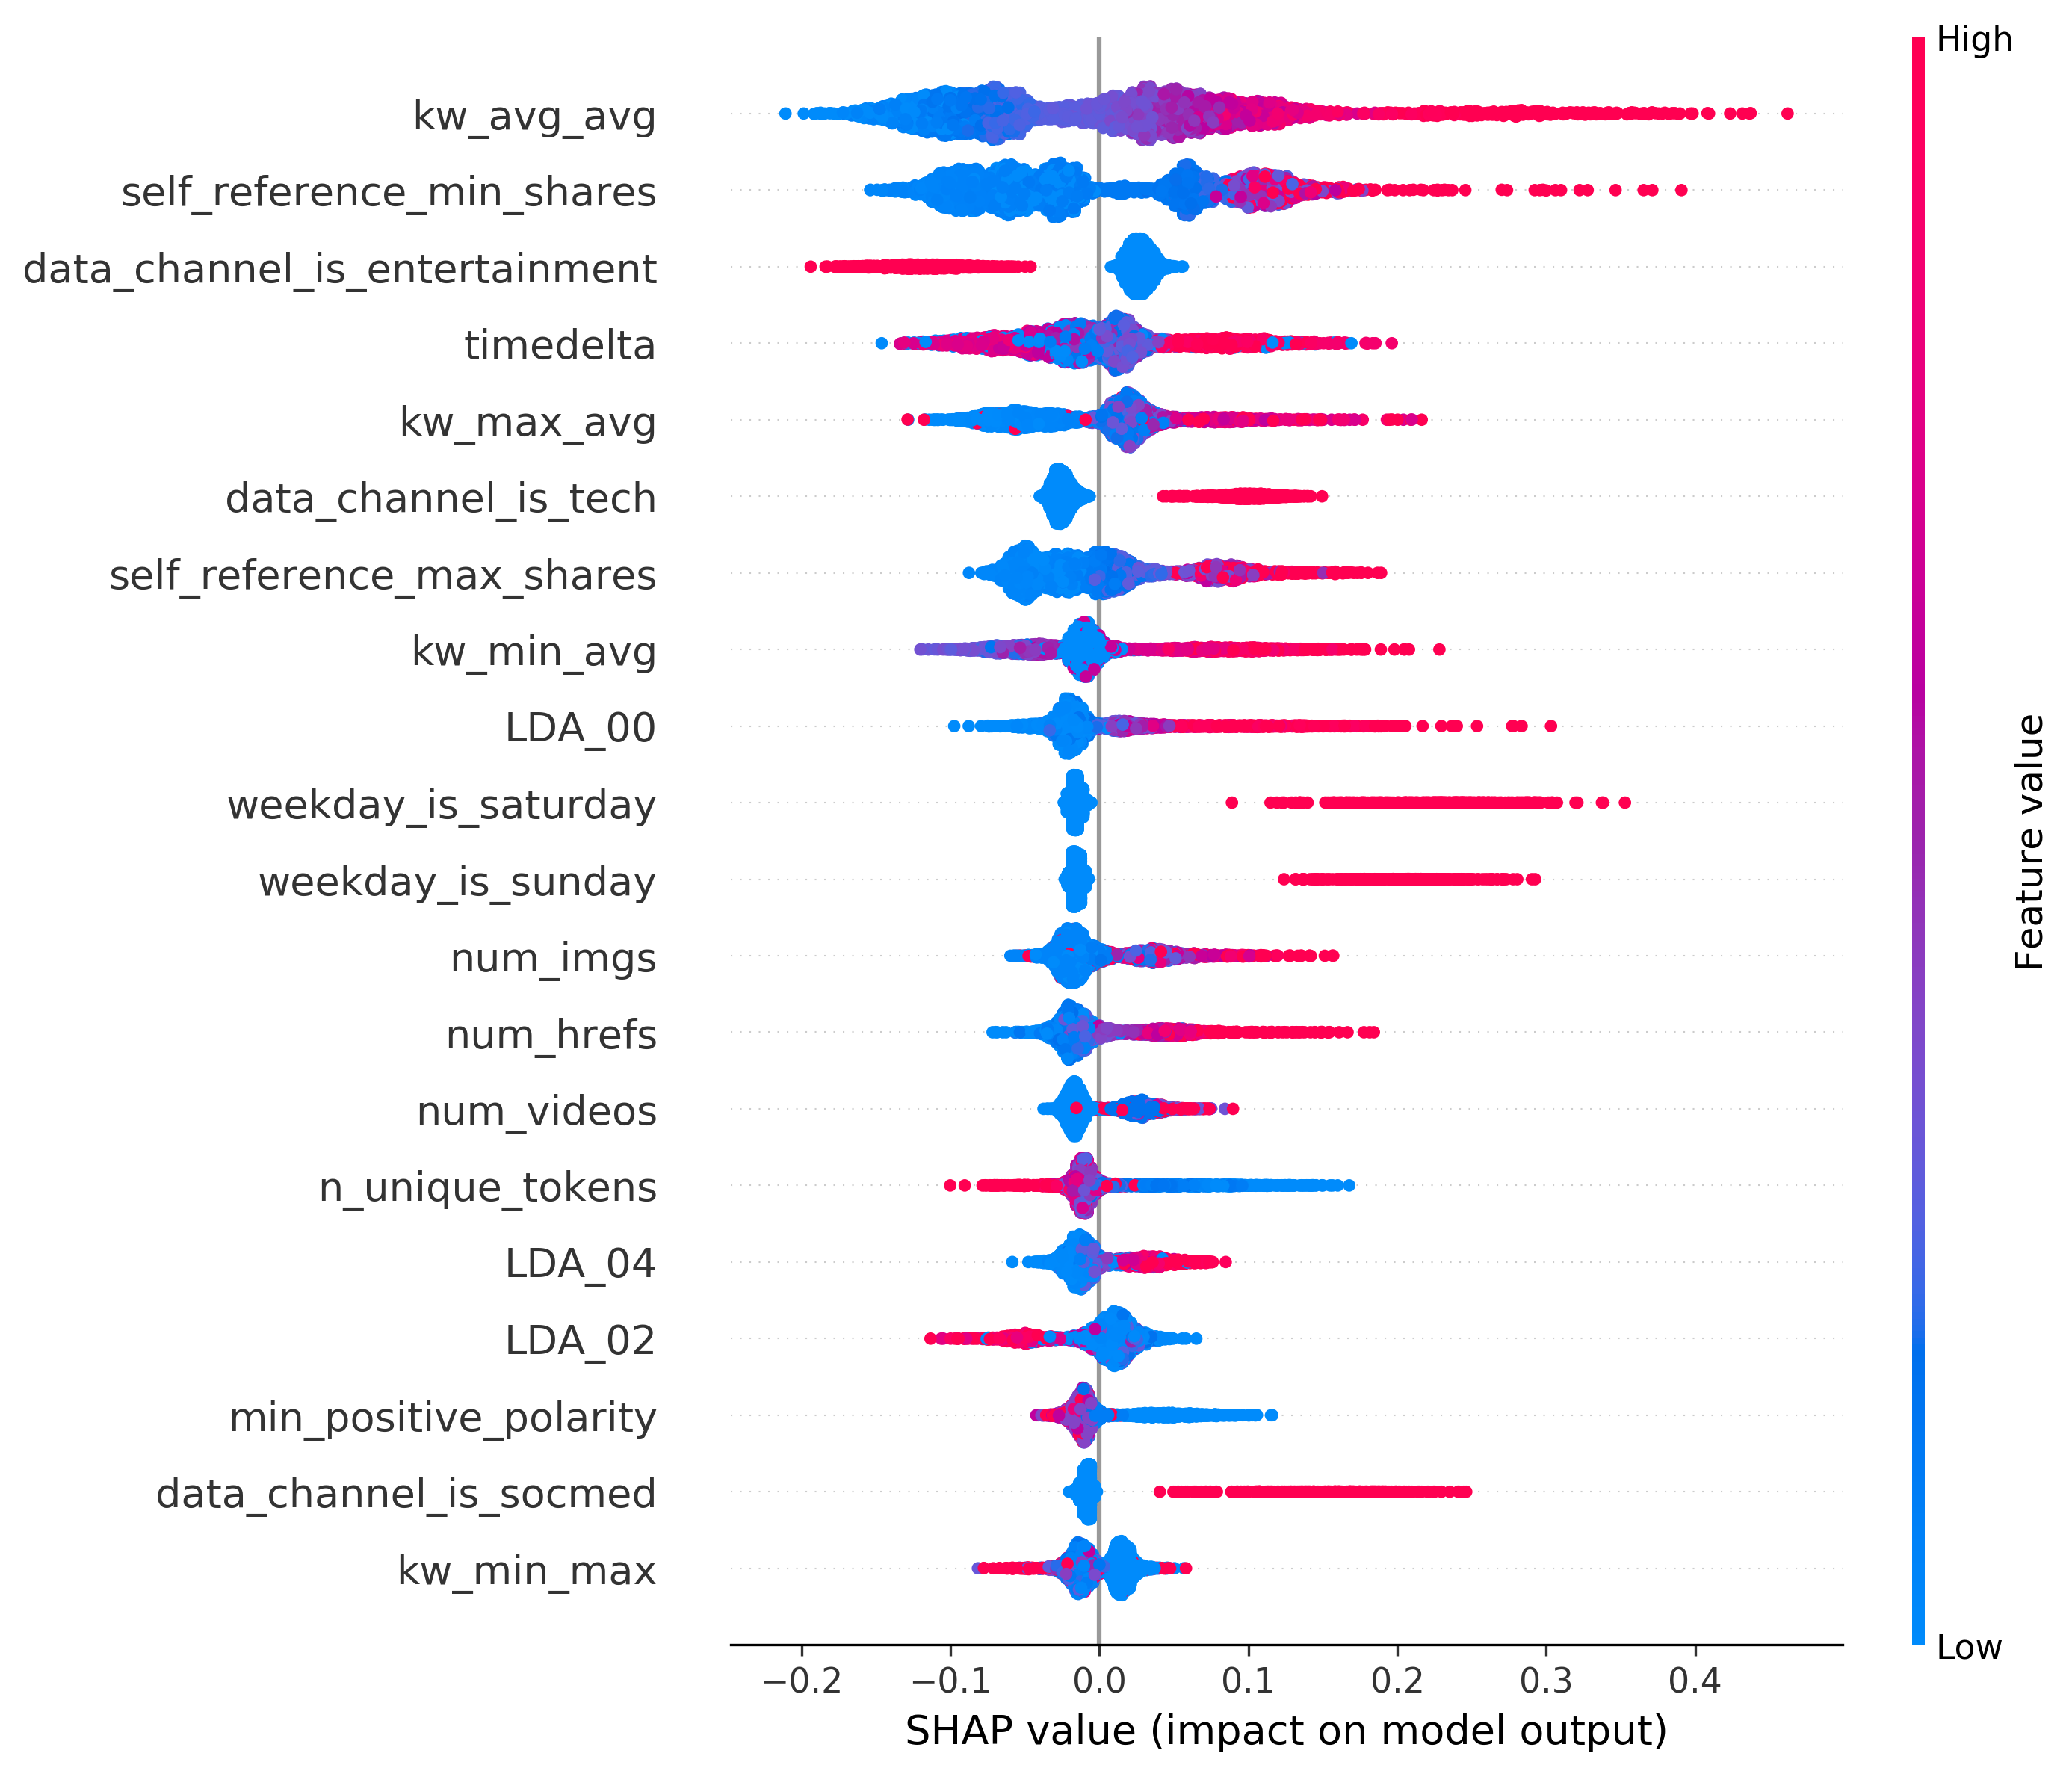 High
kw_avg_avg
self_reference_min_shares
data_channel_is_entertainment
timedelta
kw_max_avg
data_channel_is_tech
self_reference_max_shares
kw_min_avg
LDA_00
weekday_is_saturday
weekday_is_sunday
num_imgs
num_hrefs
num_videos
n_unique_tokens
LDA_04
LDA_02
min_positive_polarity
data_channel_is_socmed
kw_min_max
Feature value
Low
−0.2 −0.1 0.0 0.1 0.2 0.3 0.4
SHAP value (impact on model output)